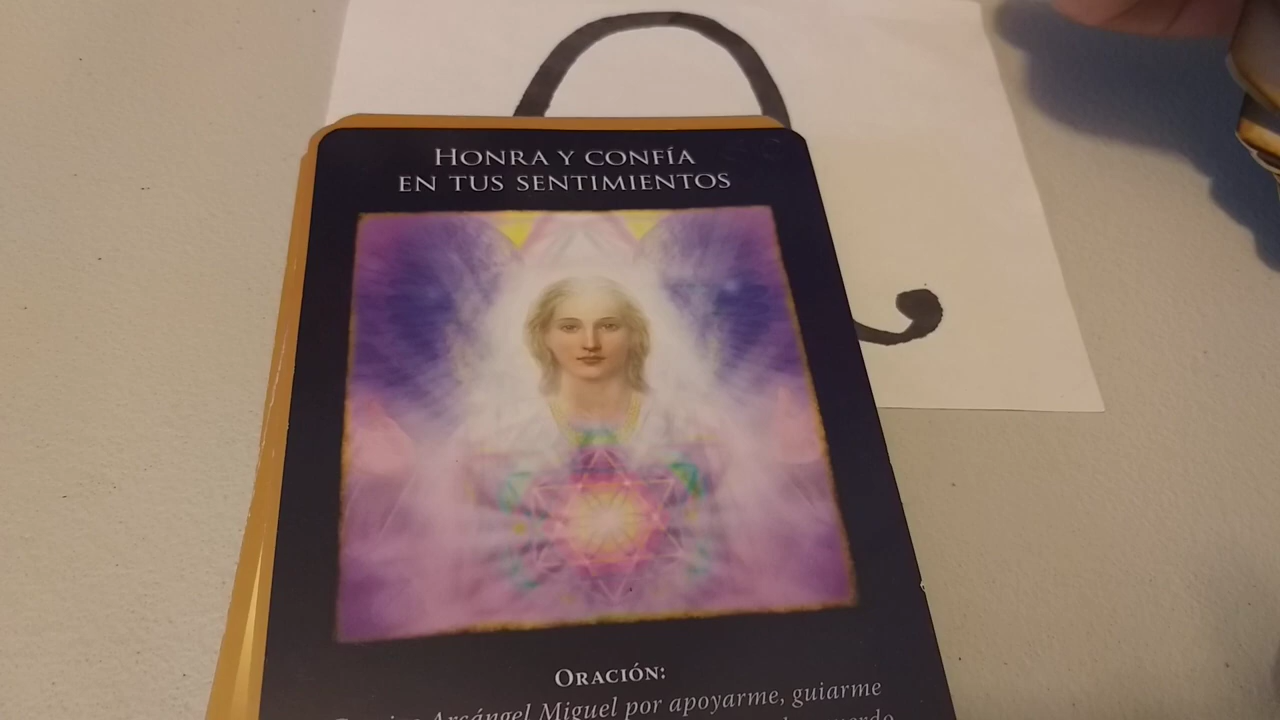 HONRA Y CONFÍA
EN TUS SENTIMIENTOS
ORACIÓN:
Arcángel Miguel por apoyarme, guiarme